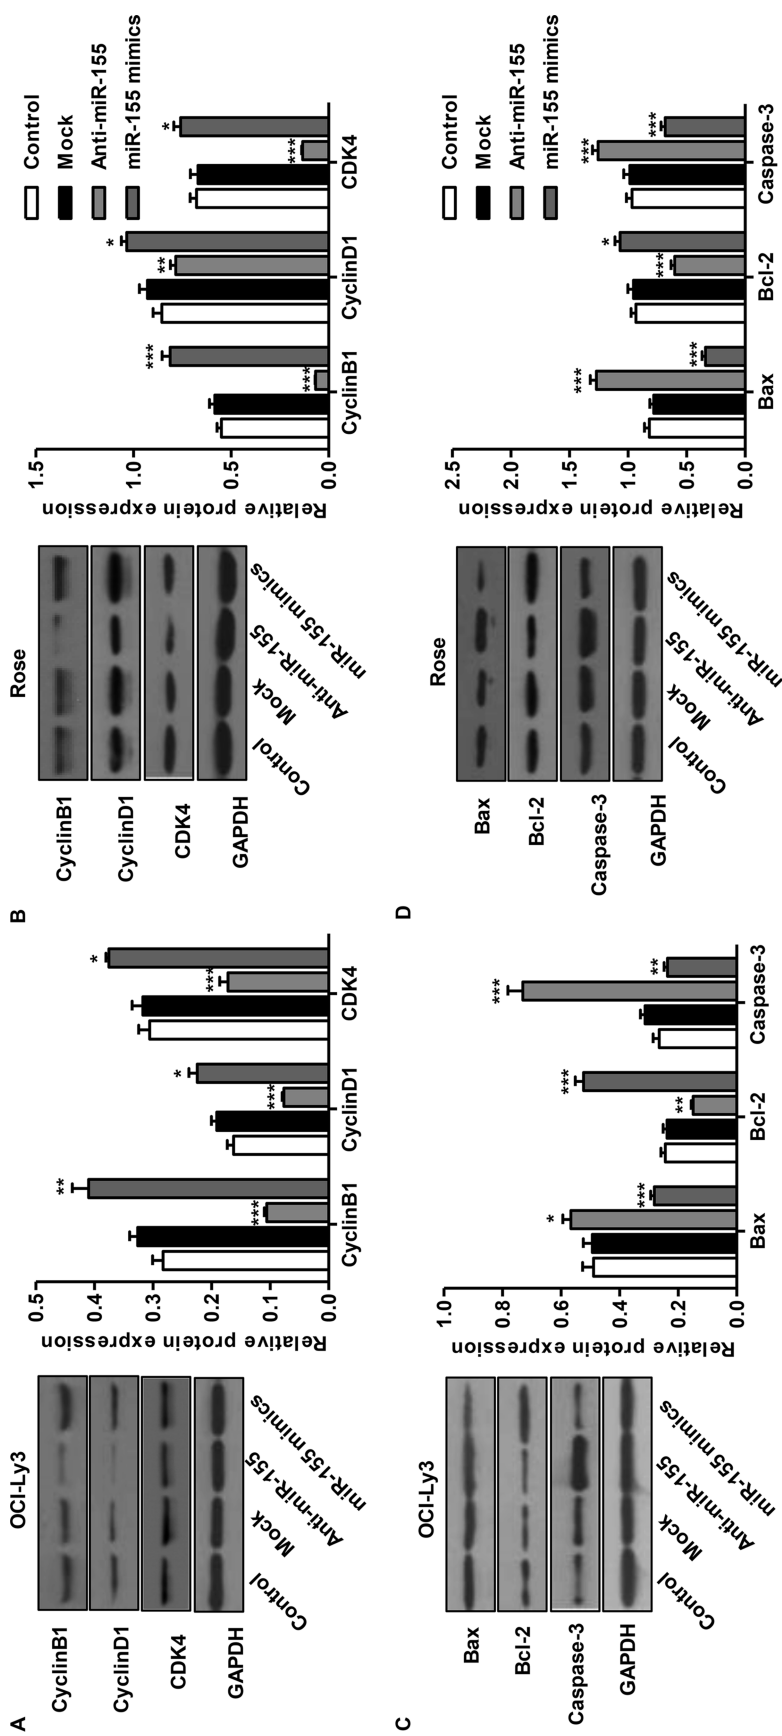 A
OCI-Ly3
CyclinB1
CyclinD1
CDK4
GAPDH
Control
Mock
Anti-miR-155
miR-155 mimics
Relative protein expression
0.5
0.4
0.3
0.2
0.1
0.0
**
***
*
***
*
***
CyclinB1
CyclinD1
CDK4
B
Rose
CyclinB1
CyclinD1
CDK4
GAPDH
Control
Mock
Anti-miR-155
miR-155 mimics
Relative protein expression
1.5
1.0
0.5
0.0
***
***
**
*
***
*
CyclinB1
CyclinD1
CDK4
Control
Mock
Anti-miR-155
miR-155 mimics
C
OCI-Ly3
Bax
Bcl-2
Caspase-3
GAPDH
Control
Mock
Anti-miR-155
miR-155 mimics
Relative protein expression
1.0
0.8
0.6
0.4
0.2
0.0
*
***
**
***
***
**
Bax
Bcl-2
Caspase-3
D
Rose
Bax
Bcl-2
Caspase-3
GAPDH
Control
Mock
Anti-miR-155
miR-155 mimics
Relative protein expression
2.5
2.0
1.5
1.0
0.5
0.0
***
***
***
*
***
***
Bax
Bcl-2
Caspase-3
Control
Mock
Anti-miR-155
miR-155 mimics